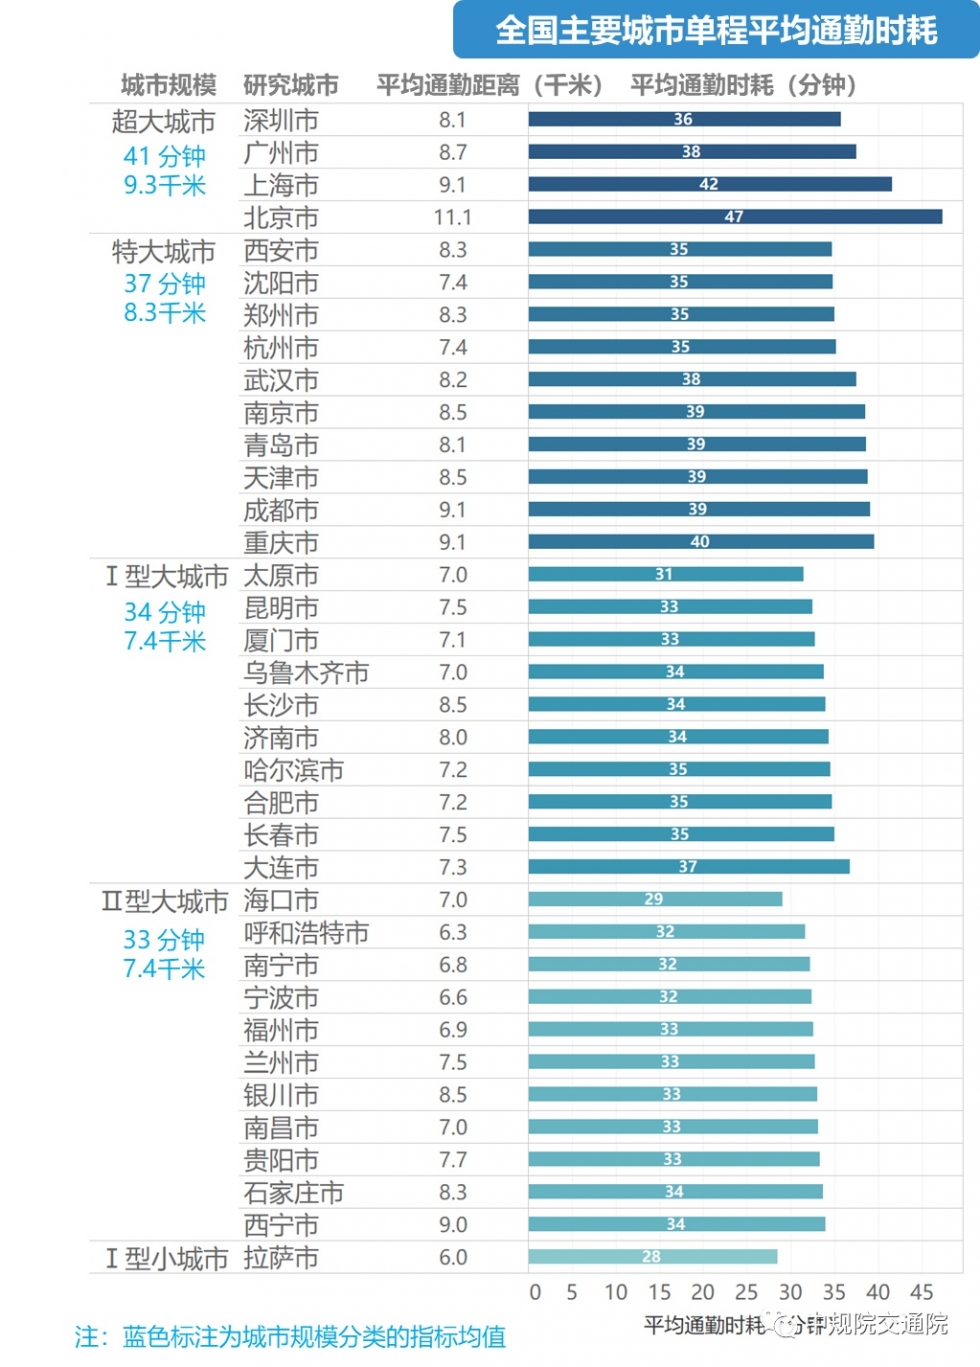 全国主要城市单程平均通勤时耗
城市规模 研究城市 平均通勤距离（千米） 平均通勤时耗（分钟）
超大城市 深圳市 8.1 36
41 分钟 广州市 8.7 38
9.3千米 上海市 9.1 42
北京市 11.1 47
特大城市 西安市 8.3 35
37 分钟 沈阳市 7.4 35
8.3千米 郑州市 8.3 35
杭州市 7.4 35
武汉市 8.2 38
南京市 8.5 39
青岛市 8.1 39
天津市 8.5 39
成都市 9.1 39
重庆市 9.1 40
Ⅰ型大城市 太原市 7.0 31
34 分钟 昆明市 7.5 33
7.4千米 厦门市 7.1 33
乌鲁木齐市 7.0 34
长沙市 8.5 34
济南市 8.0 34
哈尔滨市 7.2 35
合肥市 7.2 35
长春市 7.5 35
大连市 7.3 37
Ⅱ型大城市 海口市 7.0 29
33 分钟 呼和浩特市 6.3 32
7.4千米 南宁市 6.8 32
宁波市 6.6 32
福州市 6.9 33
兰州市 7.5 33
银川市 8.5 33
南昌市 7.0 33
贵阳市 7.7 33
石家庄市 8.3 34
西宁市 9.0 34
Ⅰ型小城市 拉萨市 6.0 28
0 5 10 15 20 25 30 35 40 45
平均通勤时耗 分钟
规院交通院
注：蓝色标注为城市规模分类的指标均值